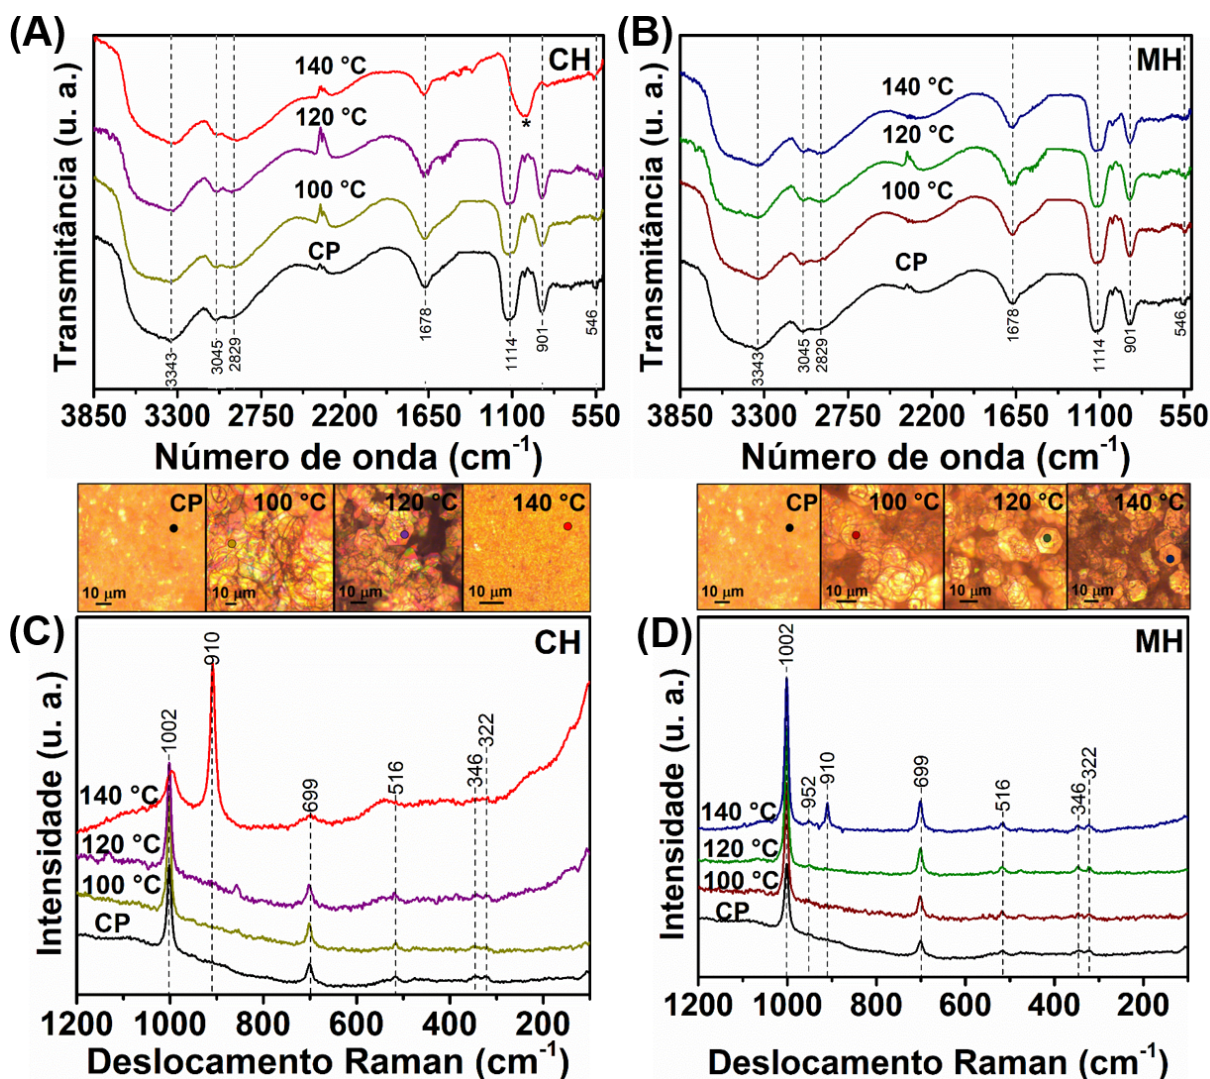 (A)
CH
140 °C
*
120 °C
100 °C
CP
3343
3045
2829
1678
1114
901
546
3850 3300 2750 2200 1650 1100 550
Número de onda (cm⁻¹)
Transmitância (u. a.)
(B)
MH
140 °C
120 °C
100 °C
CP
3343
3045
2829
1678
1114
901
546
3850 3300 2750 2200 1650 1100 550
Número de onda (cm⁻¹)
Transmitância (u. a.)
CP
10 μm
100 °C
10 μm
120 °C
10 μm
140 °C
10 μm
CP
10 μm
100 °C
10 μm
120 °C
10 μm
140 °C
10 μm
(C)
CH
910
1002
699
516
346
322
140 °C
120 °C
100 °C
CP
1200 1000 800 600 400 200
Deslocamento Raman (cm⁻¹)
Intensidade (u. a.)
(D)
MH
1002
952
910
699
516
346
322
140 °C
120 °C
100 °C
CP
1200 1000 800 600 400 200
Deslocamento Raman (cm⁻¹)
Intensidade (u. a.)